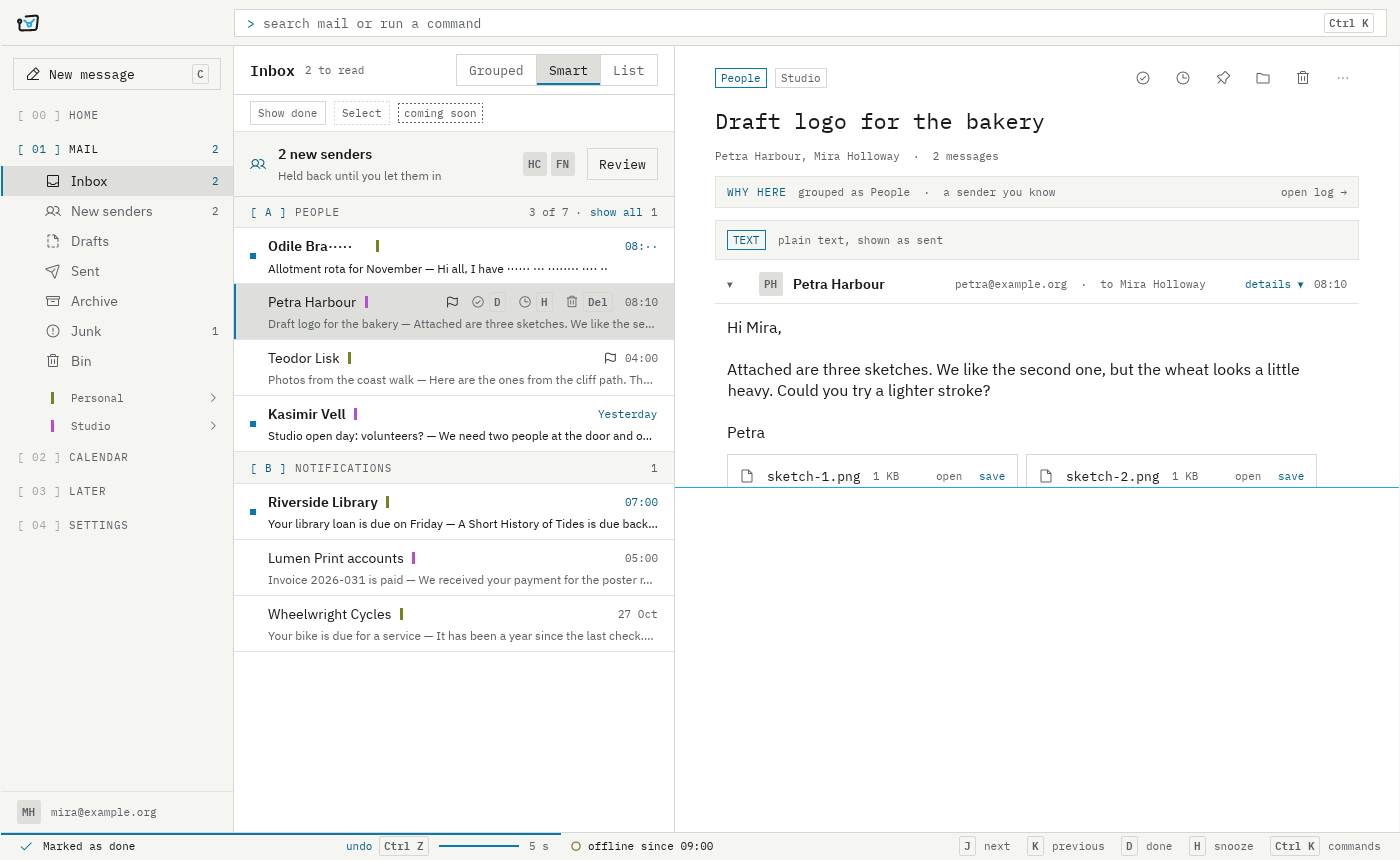 > search mail or run a command Ctrl K
New message C
[ 00 ] HOME
[ 01 ] MAIL 2
Inbox 2
New senders 2
Drafts
Sent
Archive
Junk 1
Bin
Personal
Studio
[ 02 ] CALENDAR
[ 03 ] LATER
[ 04 ] SETTINGS
MH mira@example.org
Inbox 2 to read Grouped Smart List
Show done Select coming soon
2 new senders
Held back until you let them in
HC FN Review
[ A ] PEOPLE 3 of 7 · show all 1
Odile Bra····· 08:··
Allotment rota for November — Hi all, I have ······ ··· ········ ···· ··
Petra Harbour D H Del 08:10
Draft logo for the bakery — Attached are three sketches. We like the se…
Teodor Lisk 04:00
Photos from the coast walk — Here are the ones from the cliff path. Th…
Kasimir Vell Yesterday
Studio open day: volunteers? — We need two people at the door and o…
[ B ] NOTIFICATIONS 1
Riverside Library 07:00
Your library loan is due on Friday — A Short History of Tides is due back…
Lumen Print accounts 05:00
Invoice 2026-031 is paid — We received your payment for the poster r…
Wheelwright Cycles 27 Oct
Your bike is due for a service — It has been a year since the last check.…
People Studio ···
Draft logo for the bakery
Petra Harbour, Mira Holloway · 2 messages
WHY HERE grouped as People · a sender you know open log →
TEXT plain text, shown as sent
▾ PH Petra Harbour petra@example.org · to Mira Holloway details ▾ 08:10
Hi Mira,
Attached are three sketches. We like the second one, but the wheat looks a little
heavy. Could you try a lighter stroke?
Petra
sketch-1.png 1 KB open save
sketch-2.png 1 KB open save
Marked as done undo Ctrl Z 5 s offline since 09:00 J next K previous D done H snooze Ctrl K commands